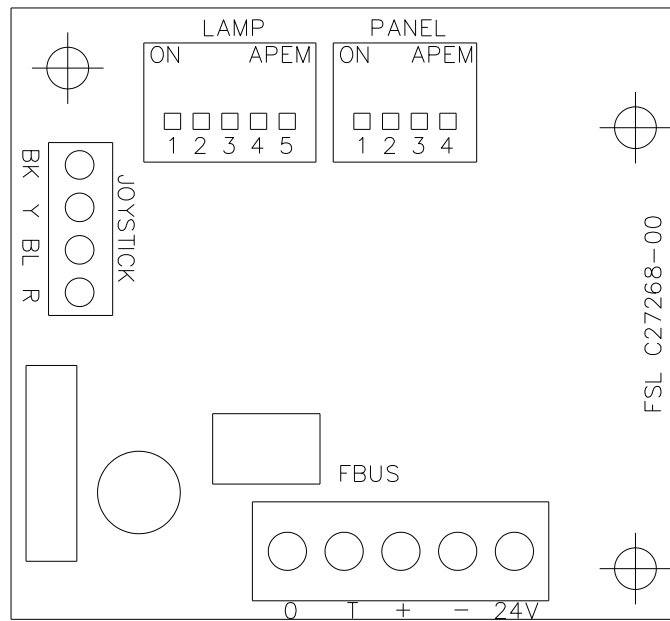 LAMP
PANEL
ON APEM
ON APEM
1 2 3 4 5
1 2 3 4
BK Y BL R
JOYSTICK
FSL C27268-00
FBUS
0 T + - 24V